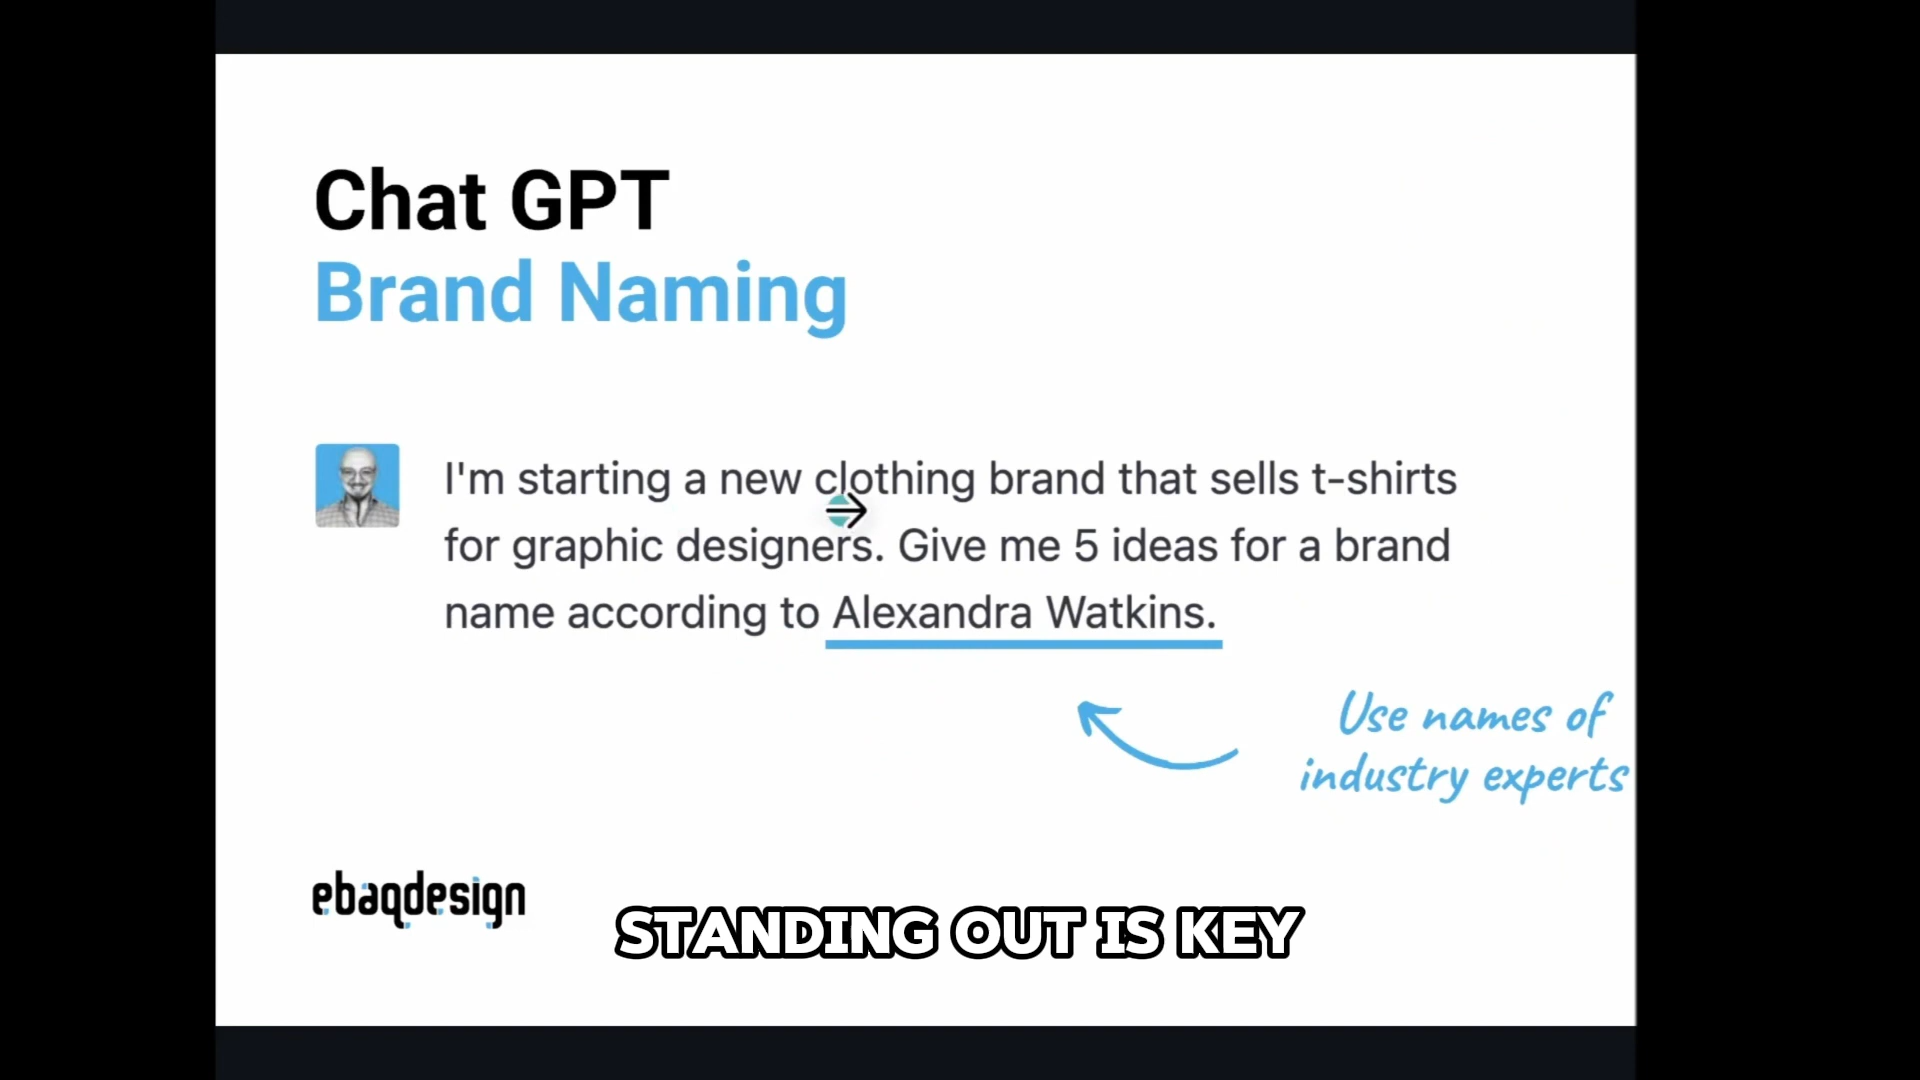 Chat GPT
Brand Naming
I'm starting a new clothing brand that sells t-shirts
for graphic designers. Give me 5 ideas for a brand
name according to Alexandra Watkins.
Use names of
industry experts
ebaqdesign
STANDING OUT IS KEY